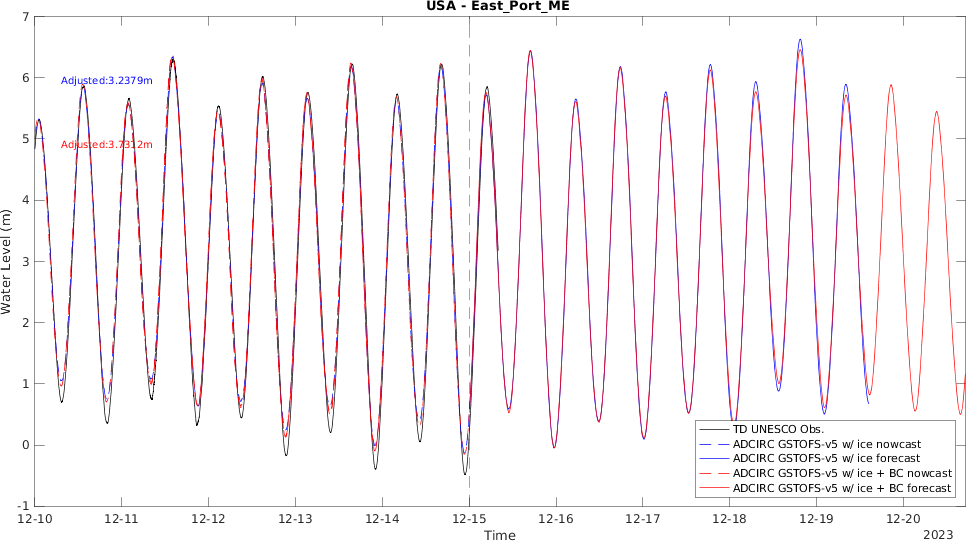 USA - East_Port_ME
7
6
5
4
3
2
1
0
-1
Water Level (m)
Adjusted:3.2379m
Adjusted:3.7312m
TD UNESCO Obs.
ADCIRC GSTOFS-v5 w/ ice nowcast
ADCIRC GSTOFS-v5 w/ ice forecast
ADCIRC GSTOFS-v5 w/ ice + BC nowcast
ADCIRC GSTOFS-v5 w/ ice + BC forecast
12-10 12-11 12-12 12-13 12-14 12-15 12-16 12-17 12-18 12-19 12-20
Time
2023